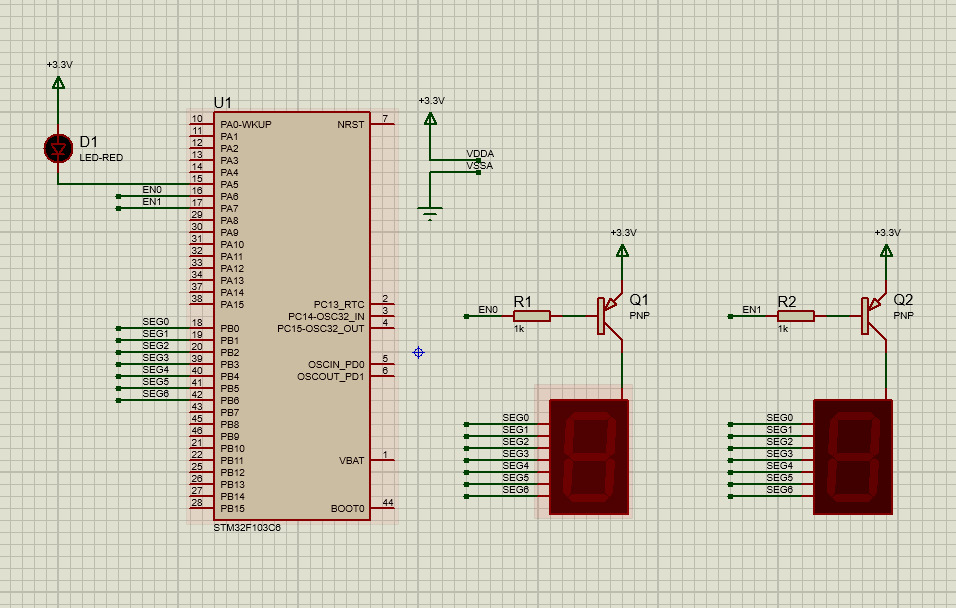 +3.3V
D1
LED-RED
EN0
EN1
SEG0
SEG1
SEG2
SEG3
SEG4
SEG5
SEG6
U1
10 PA0-WKUP
11 PA1
12 PA2
13 PA3
14 PA4
15 PA5
16 PA6
17 PA7
29 PA8
30 PA9
31 PA10
32 PA11
33 PA12
34 PA13
37 PA14
38 PA15
18 PB0
19 PB1
20 PB2
39 PB3
40 PB4
41 PB5
42 PB6
43 PB7
45 PB8
46 PB9
21 PB10
22 PB11
25 PB12
26 PB13
27 PB14
28 PB15
NRST 7
PC13_RTC 2
PC14-OSC32_IN 3
PC15-OSC32_OUT 4
OSCIN_PD0 5
OSCOUT_PD1 6
VBAT 1
BOOT0 44
STM32F103C6
+3.3V
VDDA
VSSA
+3.3V
EN0
R1
1k
Q1
PNP
SEG0
SEG1
SEG2
SEG3
SEG4
SEG5
SEG6
+3.3V
EN1
R2
1k
Q2
PNP
SEG0
SEG1
SEG2
SEG3
SEG4
SEG5
SEG6